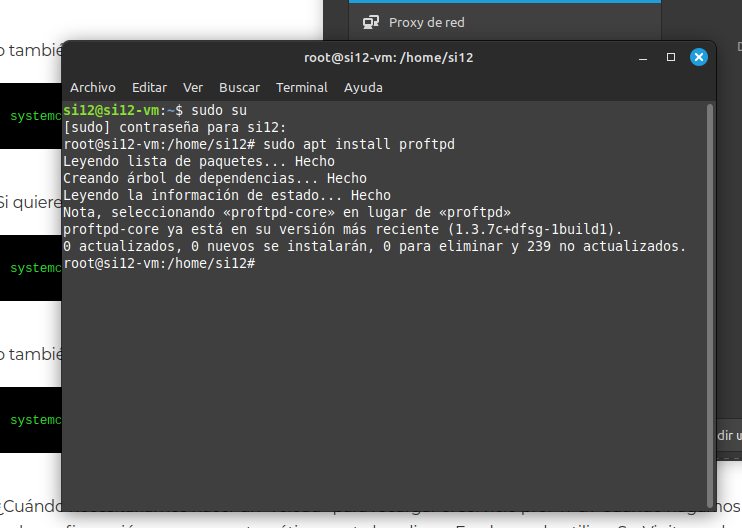 Proxy de red
o tambié
root@si12-vm: /home/si12
Archivo Editar Ver Buscar Terminal Ayuda
si12@si12-vm:~$ sudo su
[sudo] contraseña para si12:
root@si12-vm:/home/si12# sudo apt install proftpd
Leyendo lista de paquetes... Hecho
Creando árbol de dependencias... Hecho
Leyendo la información de estado... Hecho
Nota, seleccionando «proftpd-core» en lugar de «proftpd»
proftpd-core ya está en su versión más reciente (1.3.7c+dfsg-1build1).
0 actualizados, 0 nuevos se instalarán, 0 para eliminar y 239 no actualizados.
root@si12-vm:/home/si12#
systemc
Si quiere
systemc
o tambié
systemc
dir u
¿Cuándo